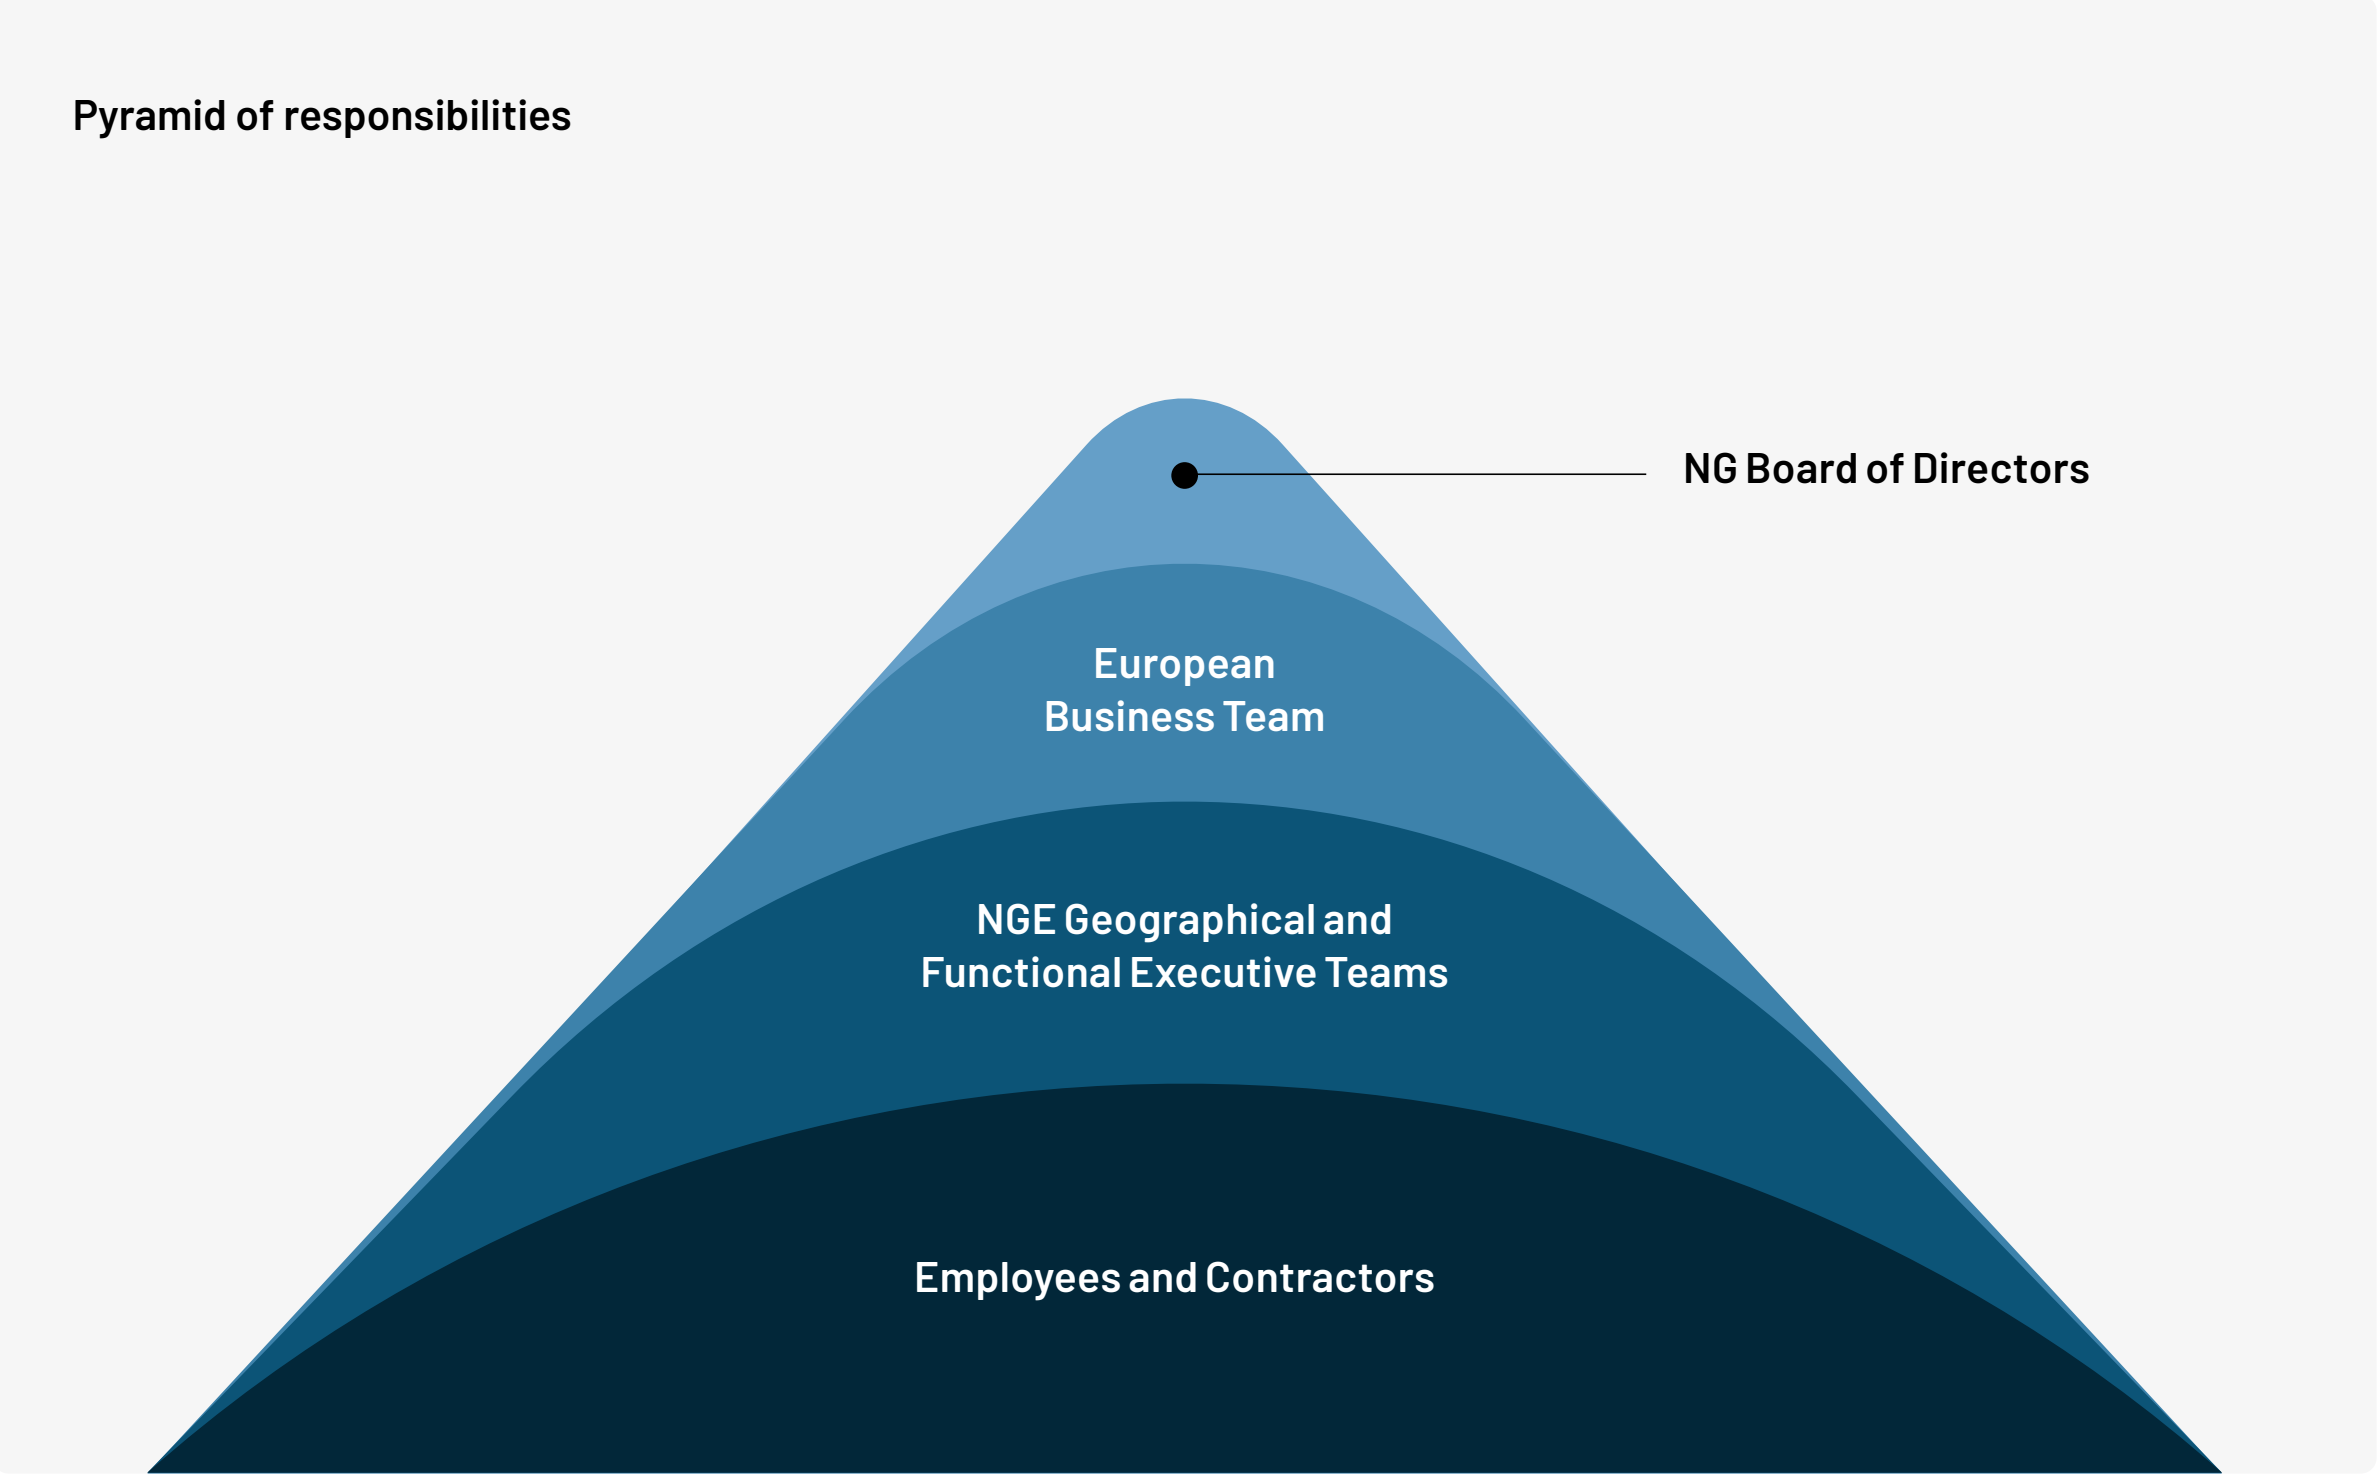 Pyramid of responsibilities
NG Board of Directors
European
Business Team
NGE Geographical and
Functional Executive Teams
Employees and Contractors